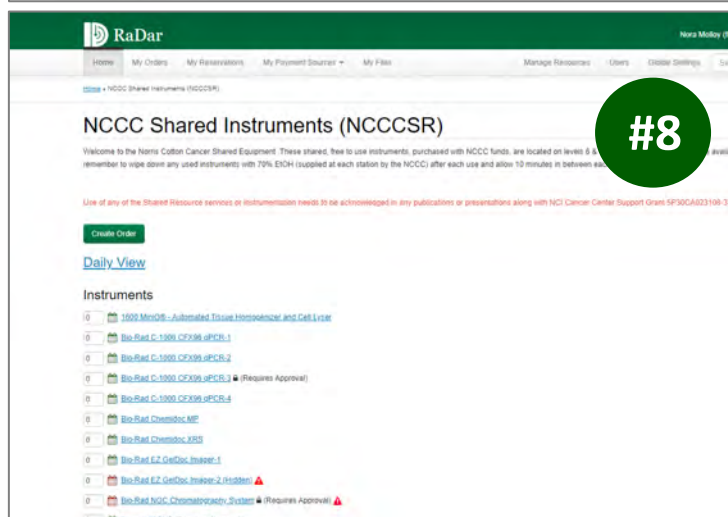 RaDar
Nora Molloy
Home My Orders My Reservations My Payment Sources My Files Manage Resources Users Global Settings
Home » NCCC Shared Instruments (NCCCSR)
NCCC Shared Instruments (NCCCSR)
#8
Welcome to the Norris Cotton Cancer Shared Equipment. These shared, free to use instruments, purchased with NCCC funds, are located on levels 6 &
remember to wipe down any used instruments with 70% EtOH (supplied at each station by the NCCC) after each use and allow 10 minutes in between
Use of any of the Shared Resource services or instrumentation needs to be acknowledged in any publications or presentations along with NCI Cancer Center Support Grant
Create Order
Daily View
Instruments
0 1600 MiniG® - Automated Tissue Homogenizer and Cell Lyser
0 Bio-Rad C-1000 CFX96 qPCR-1
0 Bio-Rad C-1000 CFX96 qPCR-2
0 Bio-Rad C-1000 CFX96 qPCR-3 (Requires Approval)
0 Bio-Rad C-1000 CFX96 qPCR-4
0 Bio-Rad Chemidoc MP
0 Bio-Rad Chemidoc XRS
0 Bio-Rad EZ GelDoc Imager-1
0 Bio-Rad EZ GelDoc Imager-2 (Hidden)
0 Bio-Rad NGC Chromatography System (Requires Approval)